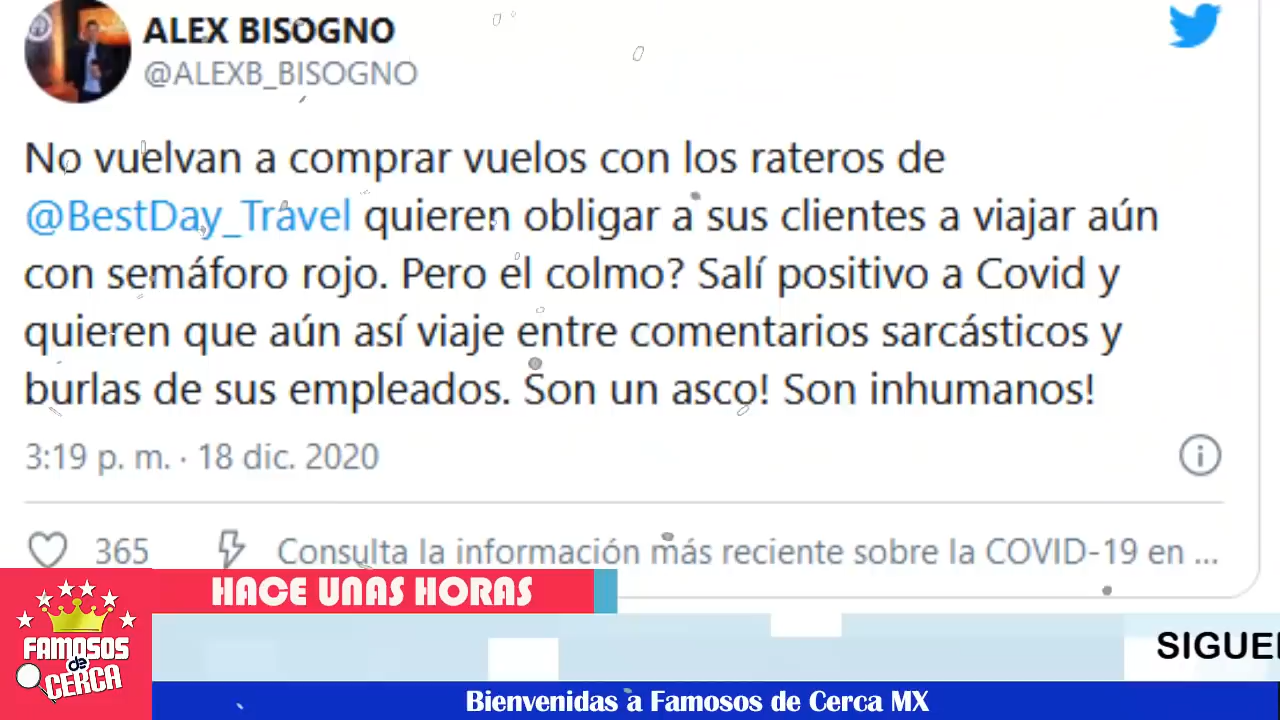 ALEX BISOGNO
@ALEXB_BISOGNO
No vuelvan a comprar vuelos con los rateros de
@BestDay_Travel quieren obligar a sus clientes a viajar aún
con semáforo rojo. Pero el colmo? Salí positivo a Covid y
quieren que aún así viaje entre comentarios sarcásticos y
burlas de sus empleados. Son un asco! Son inhumanos!
3:19 p. m. · 18 dic. 2020
365 Consulta la información más reciente sobre la COVID-19 en ...
HACE UNAS HORAS
FAMOSOS
de
CERCA
SIGUE
Bienvenidas a Famosos de Cerca MX